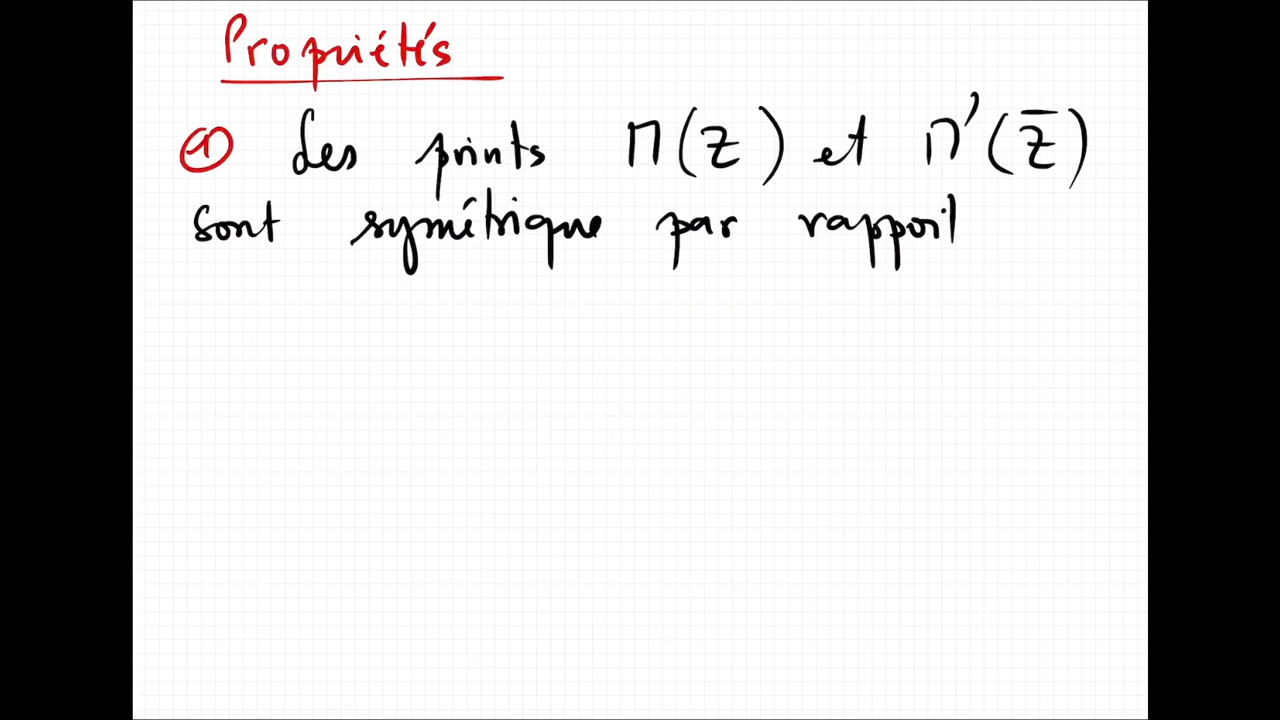 Propriétés
① Les points M(z) et M'(z̄)
sont symétrique par rapport